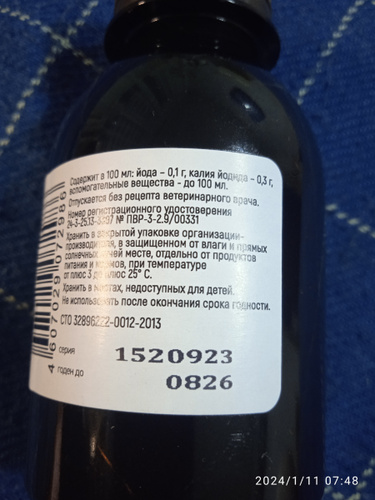 Содержит в 100 мл: йода – 0,1 г, калия йодида – 0,3 г,
вспомогательные вещества - до 100 мл.
Отпускается без рецепта ветеринарного врача.
Номер регистрационного удостоверения
№ ПВР-3-2.9/00331
Хранить в закрытой упаковке организации-
производителя, в защищенном от влаги и прямых
солнечных лучей месте, отдельно от продуктов
питания и кормов, при температуре
от плюс 3 до плюс 25° С.
Хранить в местах, недоступных для детей.
Не использовать после окончания срока годности.
СТО 32896222-0012-2013
серия 1520923
годен до 0826
4 607028 072986
2024/1/11 07:48